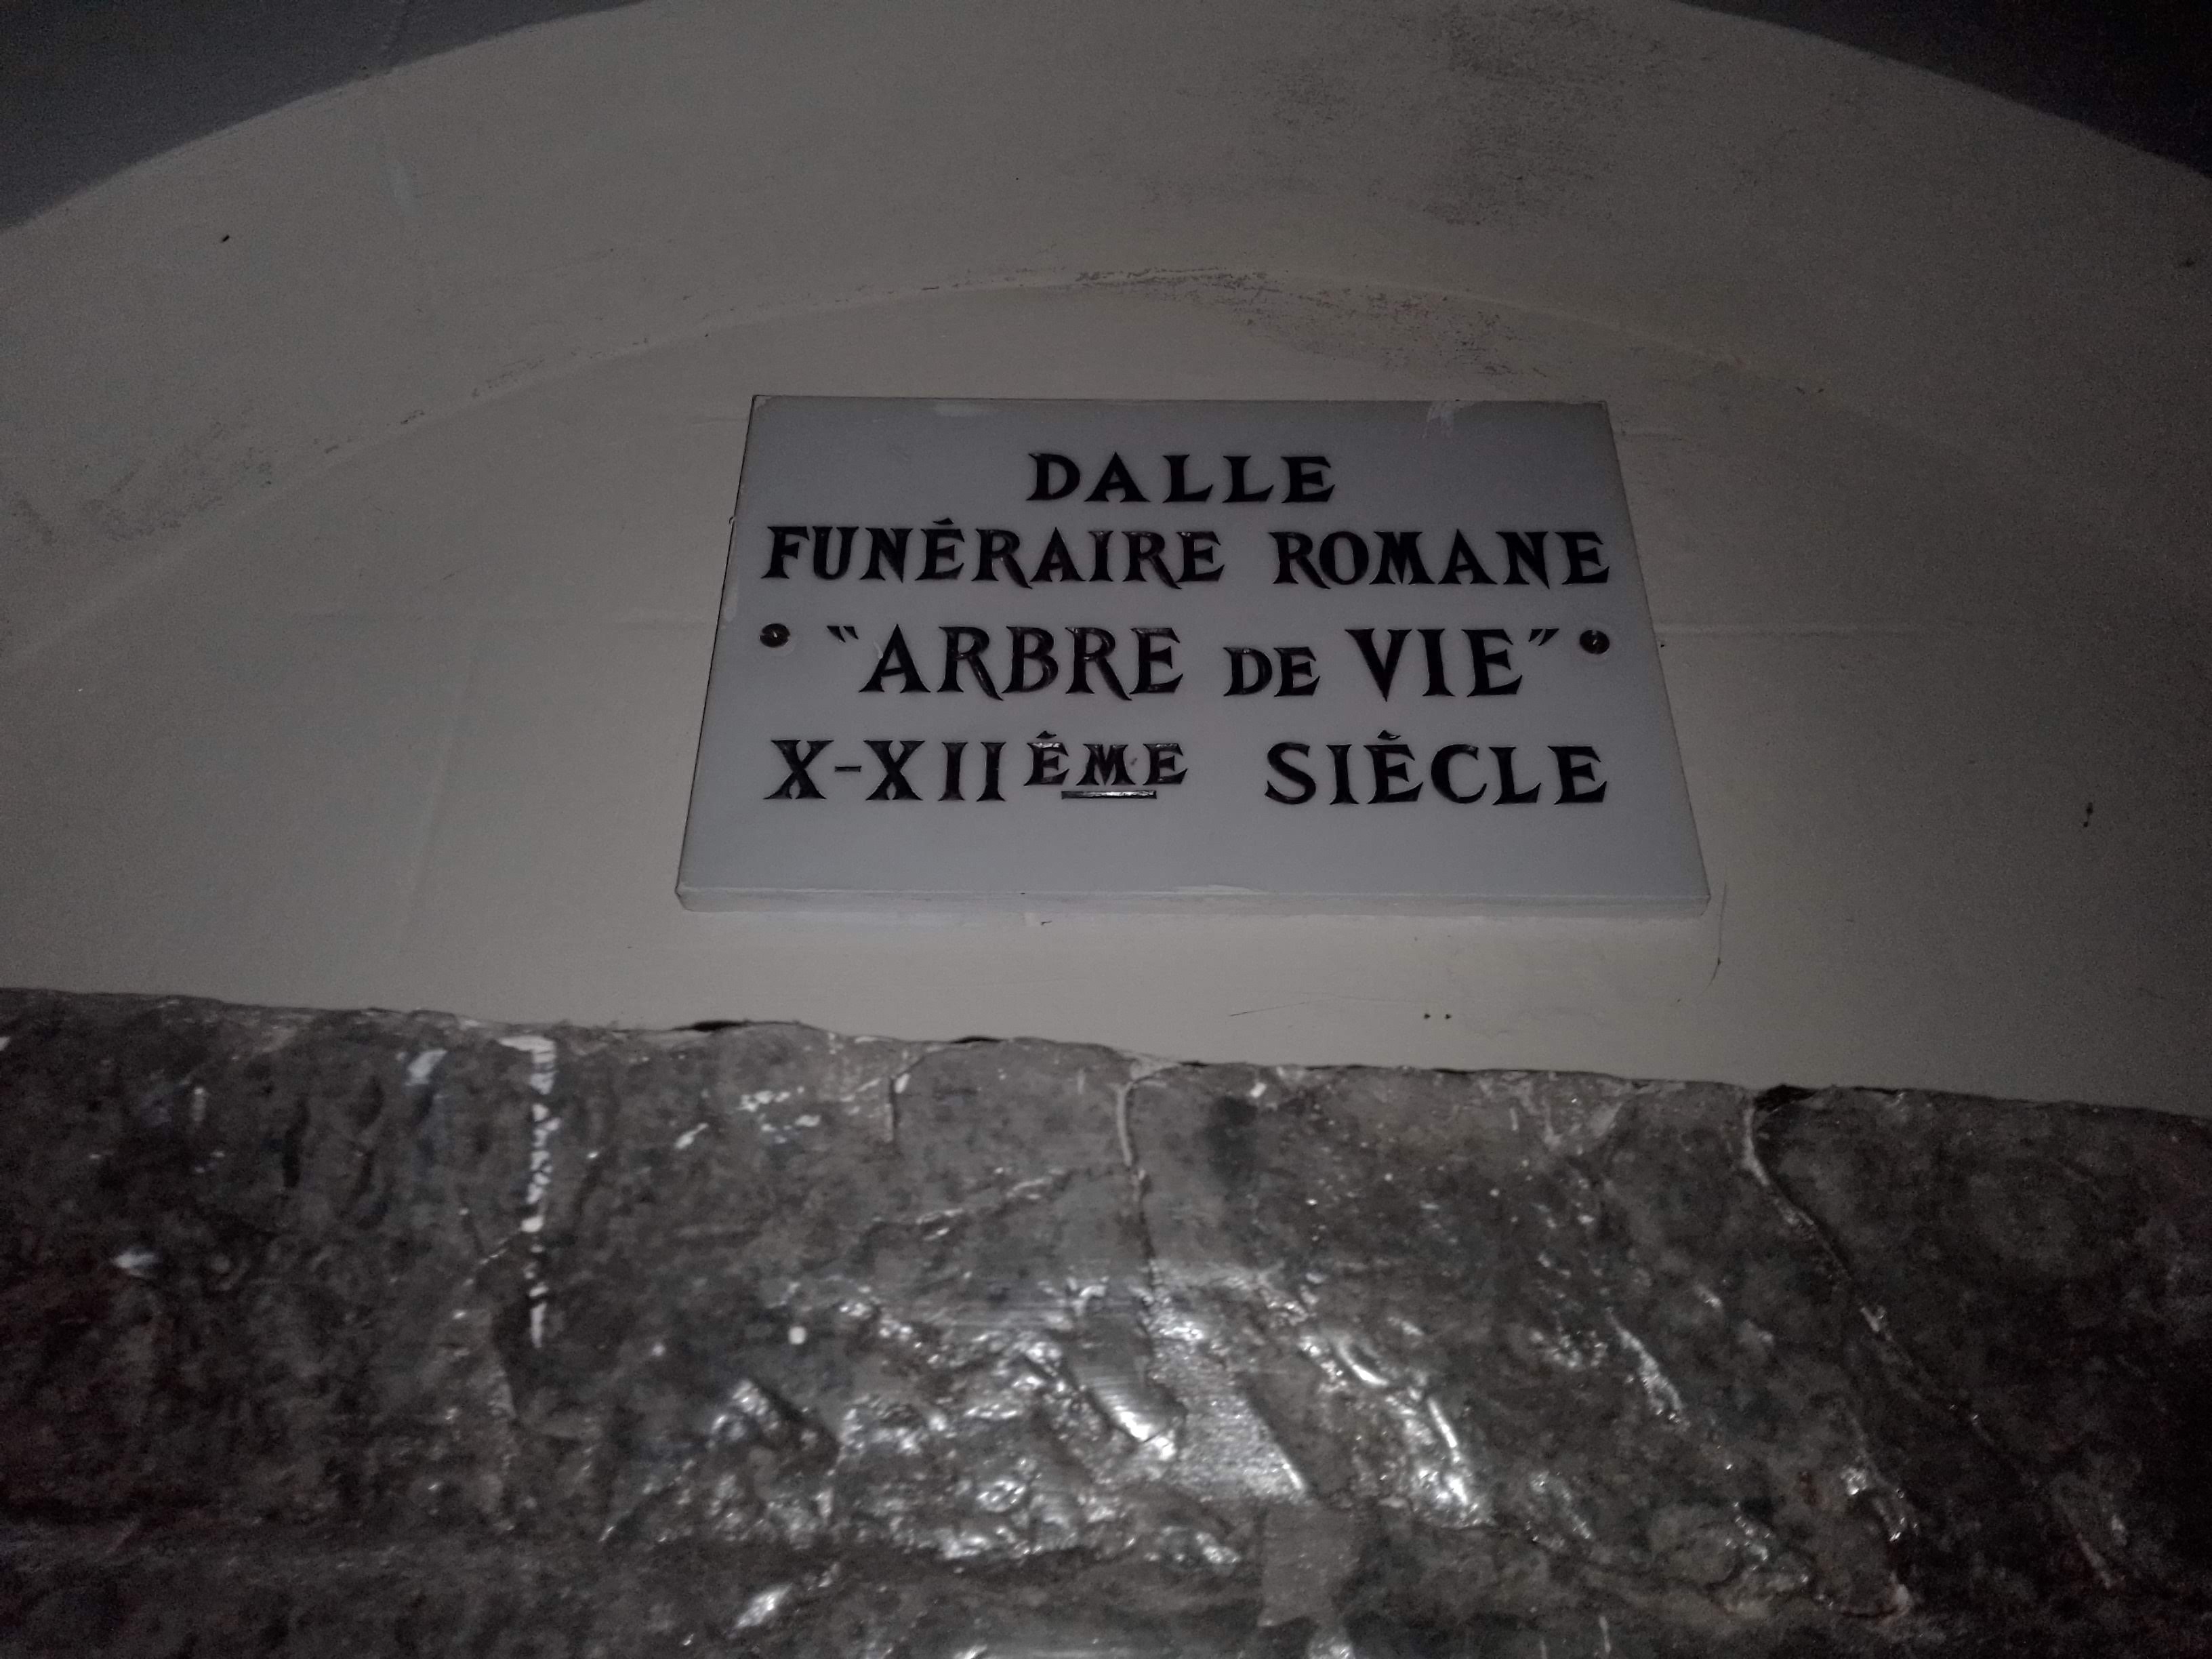 DALLE
FUNÉRAIRE ROMANE
"ARBRE DE VIE"
X-XIIÈME SIÈCLE